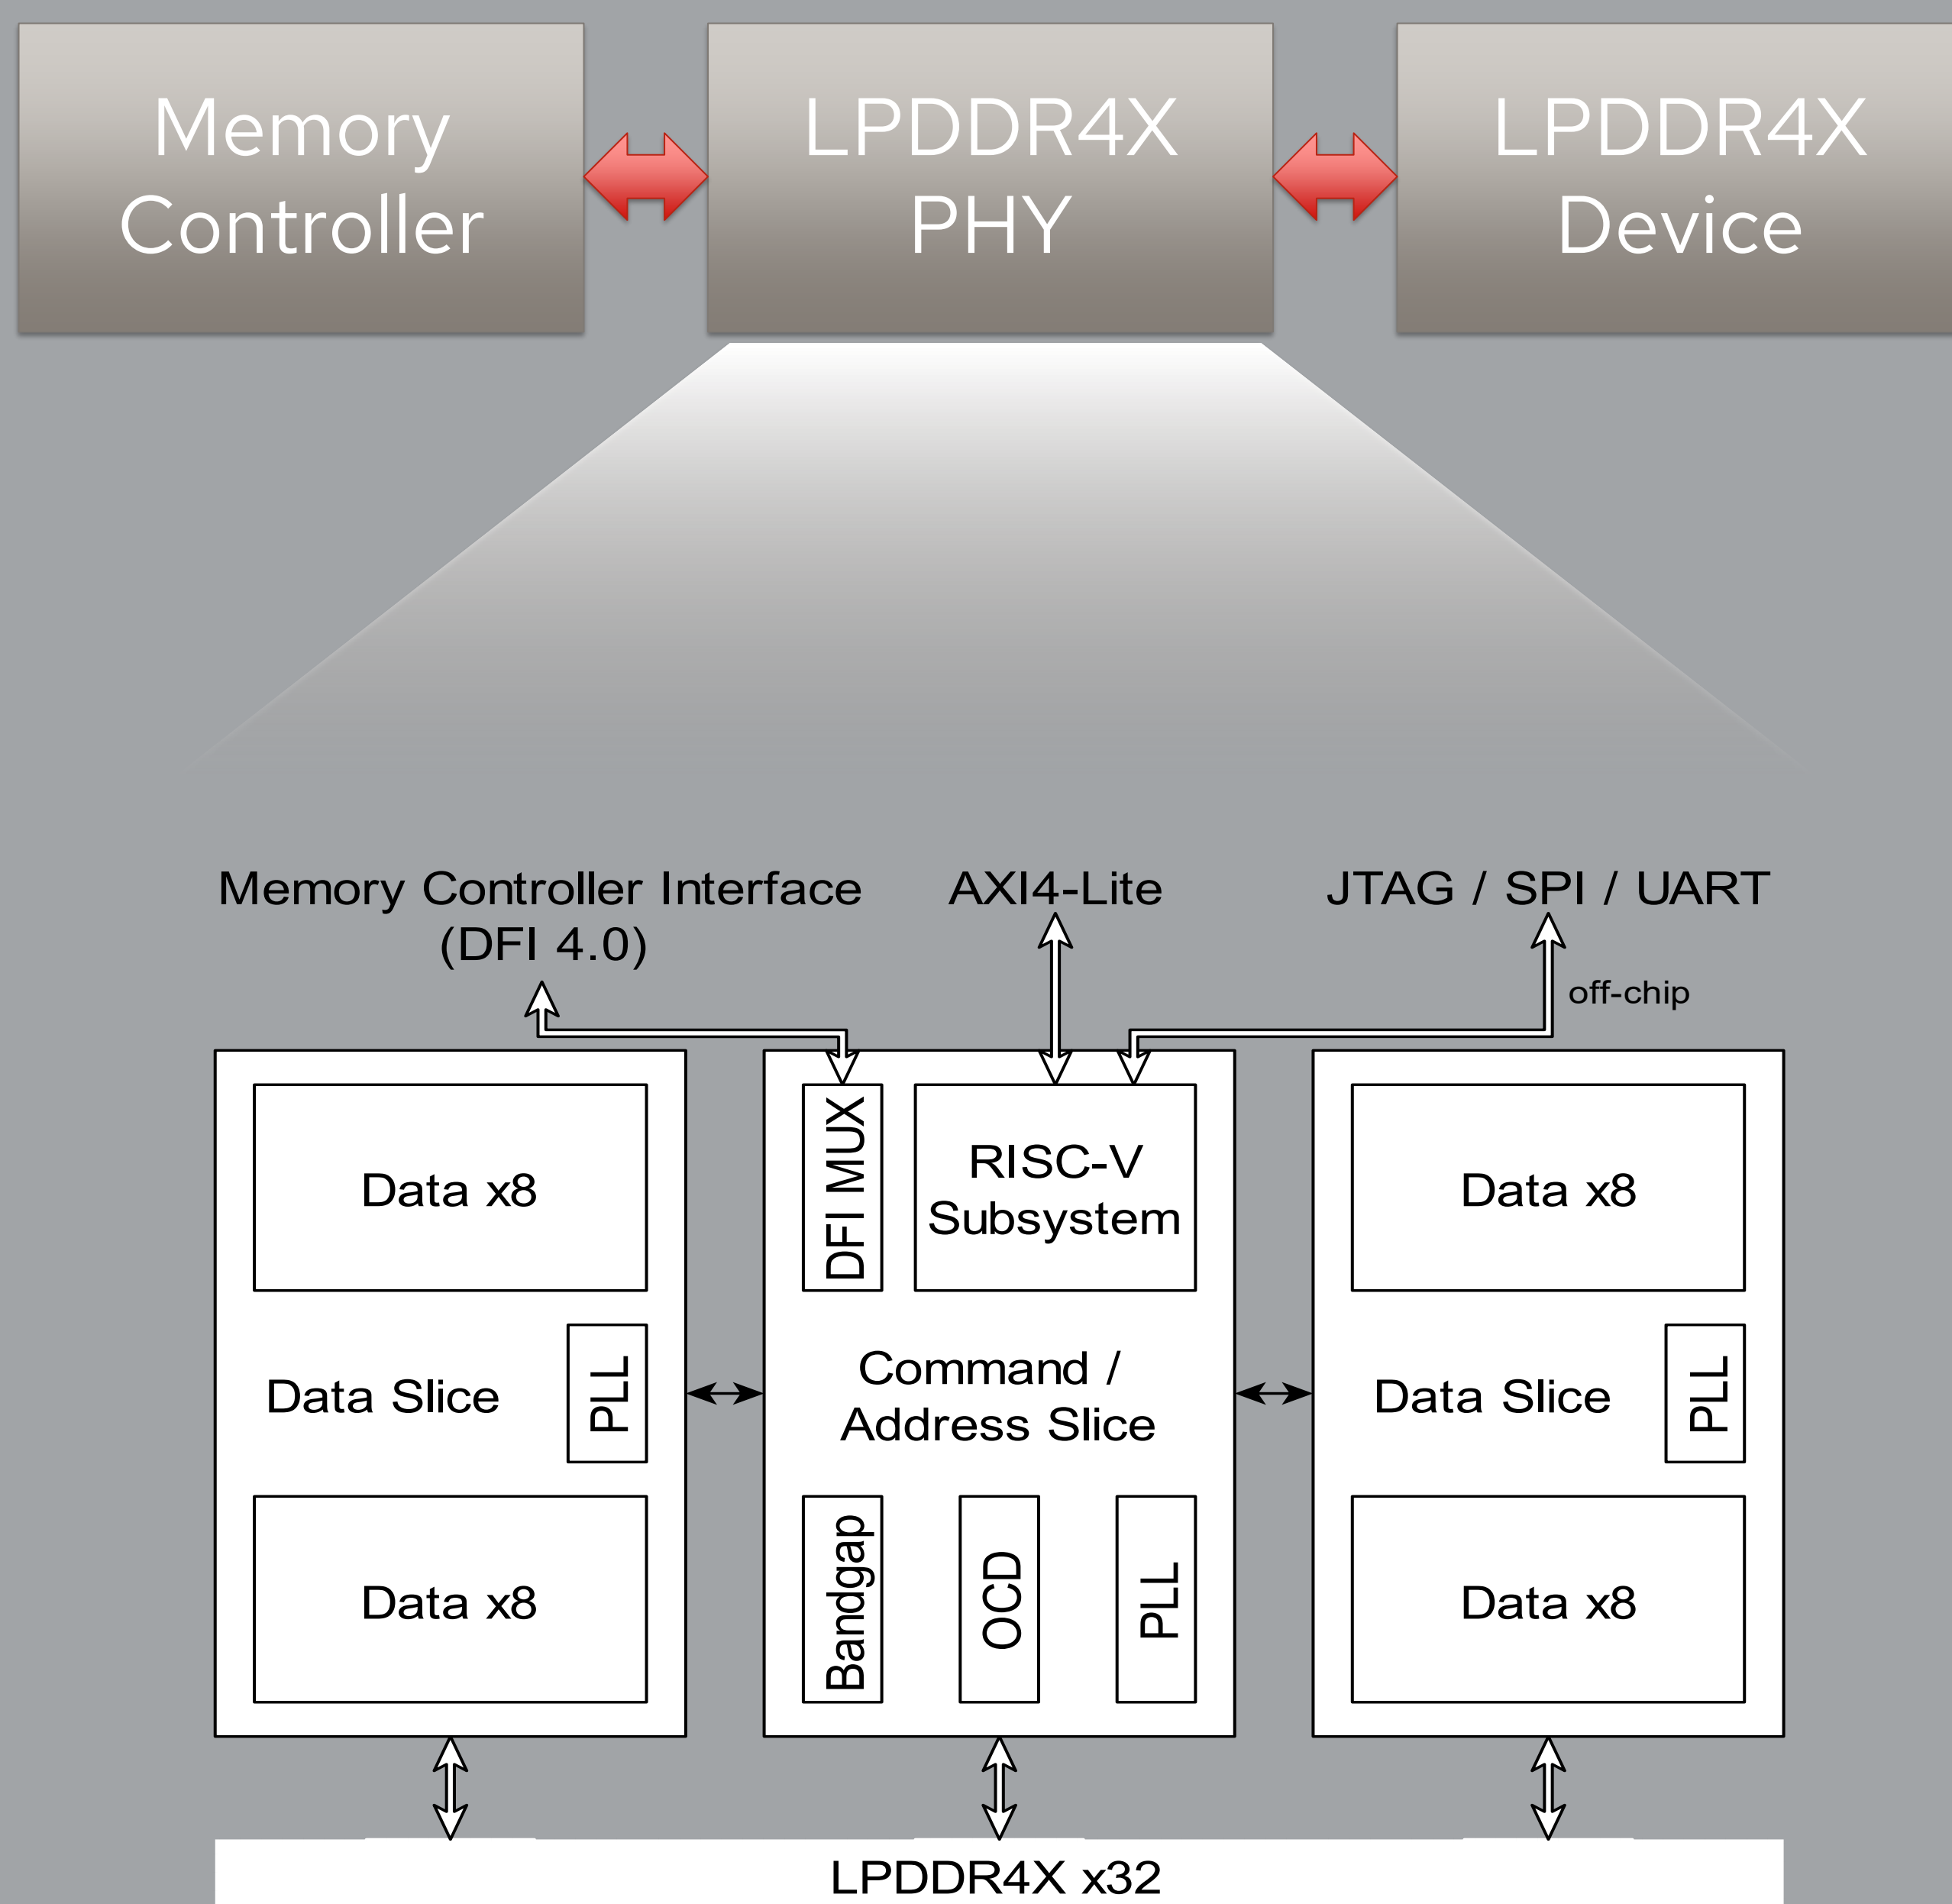 Memory
Controller
LPDDR4X
PHY
LPDDR4X
Device
Memory Controller Interface
(DFI 4.0)
AXI4-Lite
JTAG / SPI / UART
off-chip
Data x8
Data Slice
PLL
Data x8
DFI MUX
RISC-V
Subsystem
Command /
Address Slice
Bandgap
OCD
PLL
Data x8
Data Slice
PLL
Data x8
LPDDR4X x32